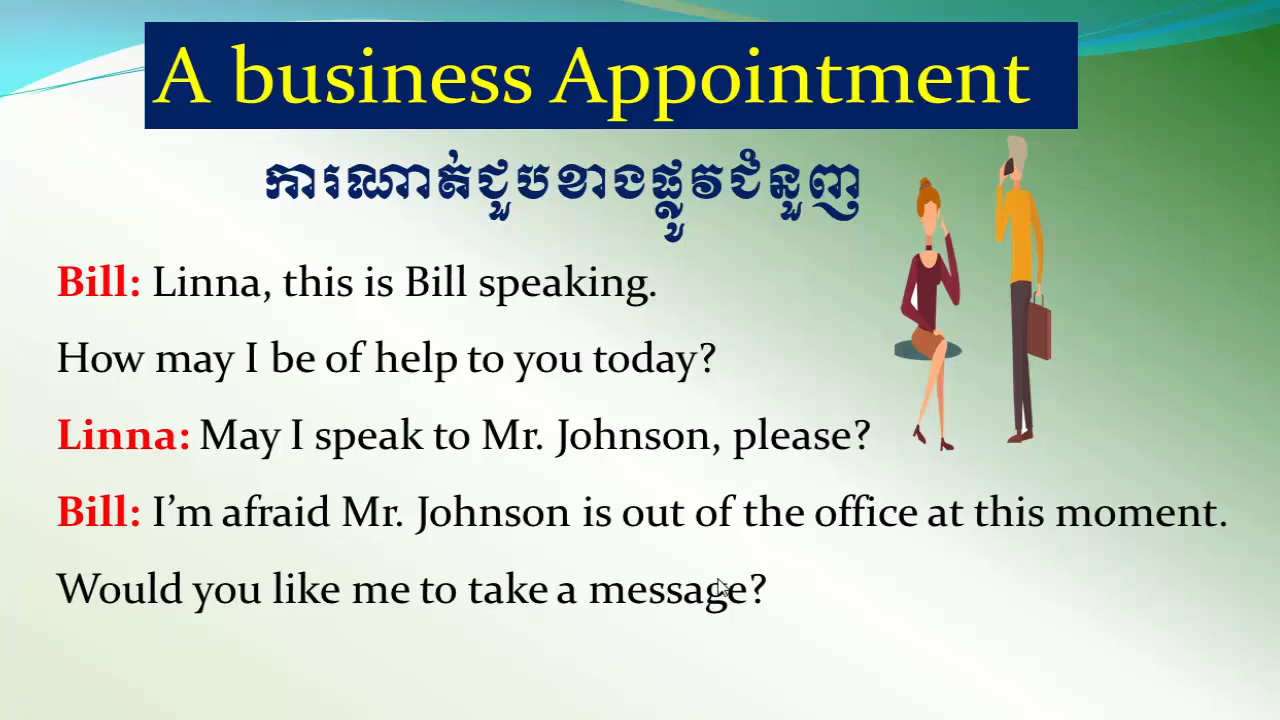 A business Appointment
ការណាត់ជួបខាងផ្លូវជំនួញ
Bill: Linna, this is Bill speaking.
How may I be of help to you today?
Linna: May I speak to Mr. Johnson, please?
Bill: I’m afraid Mr. Johnson is out of the office at this moment.
Would you like me to take a message?